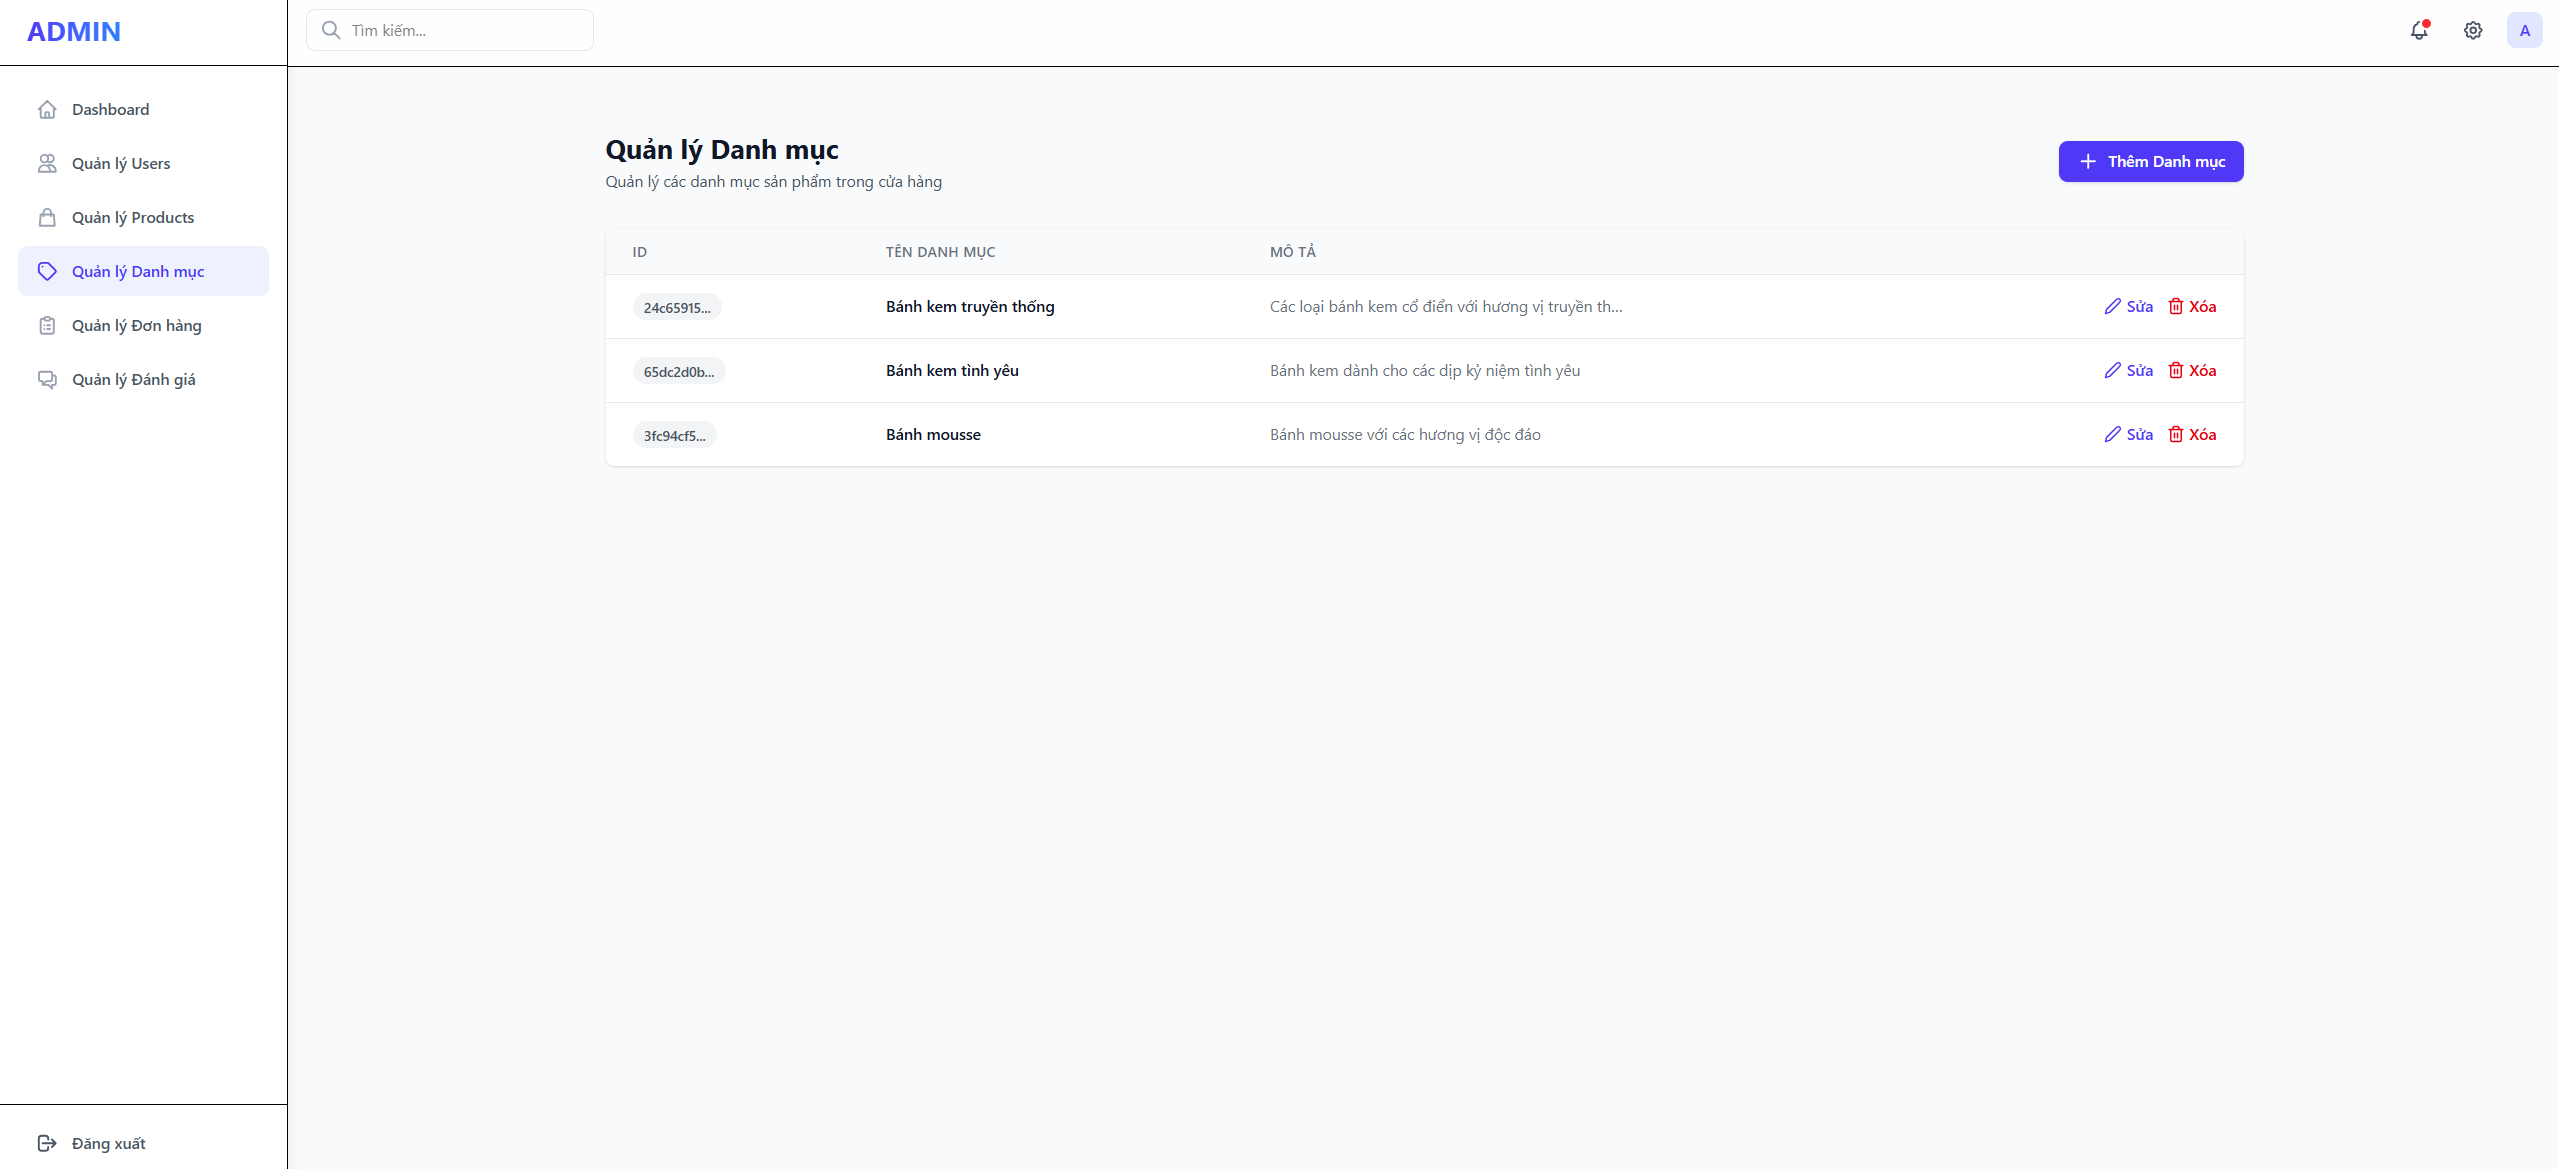 ADMIN
Tìm kiếm...
A
Dashboard
Quản lý Users
Quản lý Products
Quản lý Danh mục
Quản lý Đơn hàng
Quản lý Đánh giá
Đăng xuất
Quản lý Danh mục
Quản lý các danh mục sản phẩm trong cửa hàng
Thêm Danh mục
ID TÊN DANH MỤC MÔ TẢ
24c65915... Bánh kem truyền thống Các loại bánh kem cổ điển với hương vị truyền th... Sửa Xóa
65dc2d0b... Bánh kem tình yêu Bánh kem dành cho các dịp kỷ niệm tình yêu Sửa Xóa
3fc94cf5... Bánh mousse Bánh mousse với các hương vị độc đáo Sửa Xóa